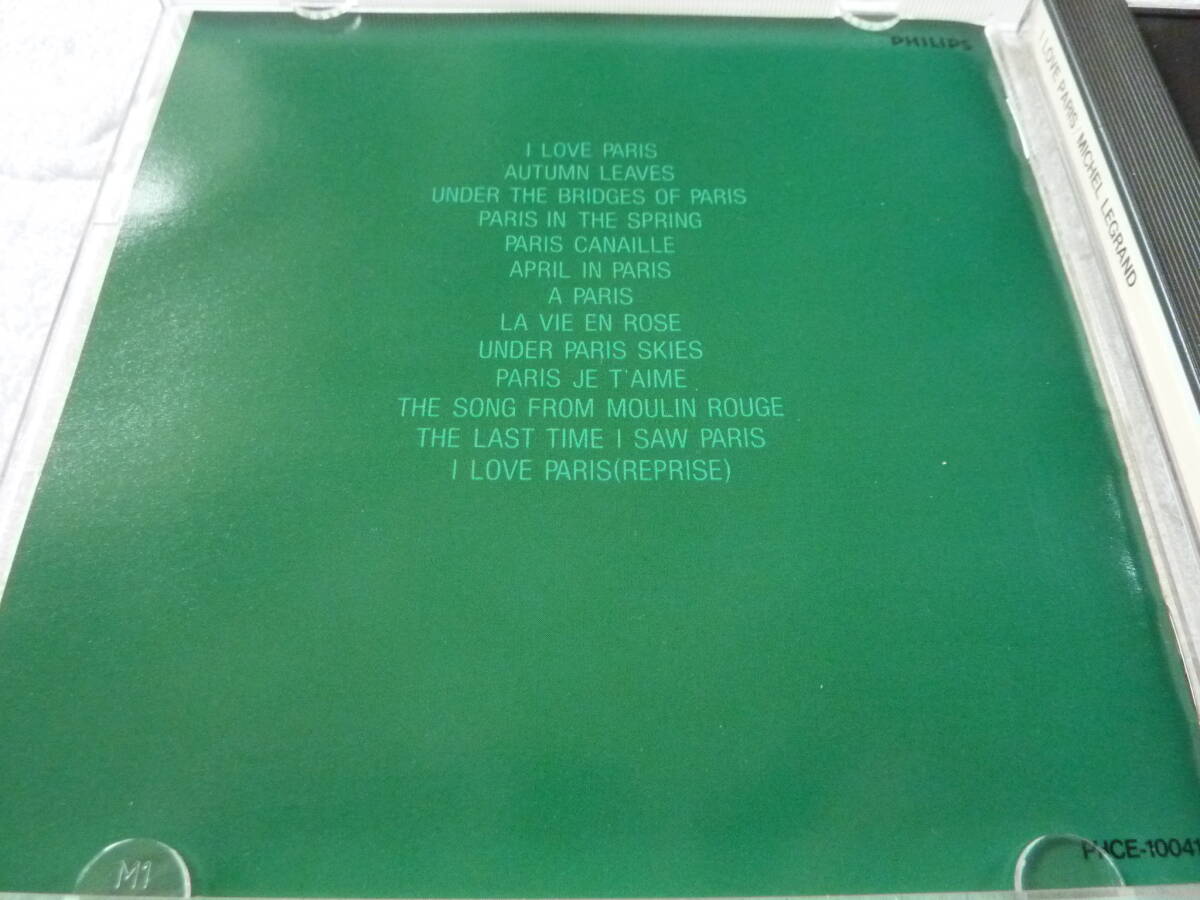 PHILIPS
I LOVE PARIS
AUTUMN LEAVES
UNDER THE BRIDGES OF PARIS
PARIS IN THE SPRING
PARIS CANAILLE
APRIL IN PARIS
A PARIS
LA VIE EN ROSE
UNDER PARIS SKIES
PARIS JE T'AIME
THE SONG FROM MOULIN ROUGE
THE LAST TIME I SAW PARIS
I LOVE PARIS(REPRISE)
I LOVE PARIS / MICHEL LEGRAND
PHCE-10041
M1